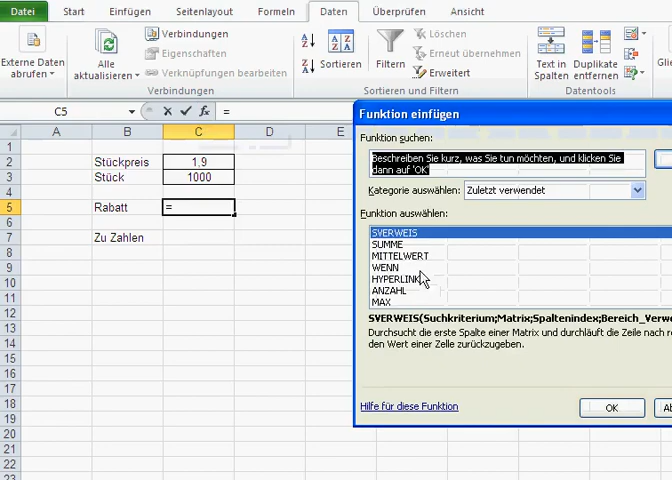 Datei Start Einfügen Seitenlayout Formeln Daten Überprüfen Ansicht
Externe Daten abrufen
Alle aktualisieren
Verbindungen
Eigenschaften
Verknüpfungen bearbeiten
Verbindungen
Sortieren
Filtern
Löschen
Erneut übernehmen
Erweitert
Sortieren und Filtern
Text in Spalten
Duplikate entfernen
Datentools
C5
fx
=
A B C D E
1
2 Stückpreis 1,9
3 Stück 1000
4
5 Rabatt =
6
7 Zu Zahlen
8
9
10
11
12
13
14
15
16
17
18
19
20
21
22
23
Funktion einfügen
Funktion suchen:
Beschreiben Sie kurz, was Sie tun möchten, und klicken Sie
dann auf 'OK'
Kategorie auswählen: Zuletzt verwendet
Funktion auswählen:
SVERWEIS
SUMME
MITTELWERT
WENN
HYPERLINK
ANZAHL
MAX
SVERWEIS(Suchkriterium;Matrix;Spaltenindex;Bereich_Verwe
Durchsucht die erste Spalte einer Matrix und durchläuft die Zeile nach re
den Wert einer Zelle zurückzugeben.
Hilfe für diese Funktion
OK